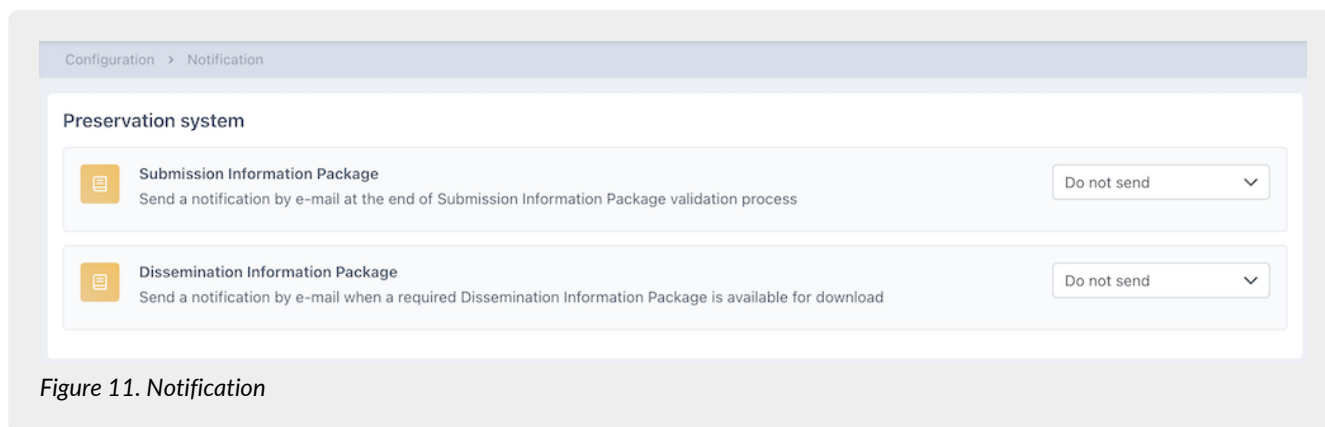 Configuration > Notification
Preservation system
Submission Information Package
Send a notification by e-mail at the end of Submission Information Package validation process
Do not send
Dissemination Information Package
Send a notification by e-mail when a required Dissemination Information Package is available for download
Do not send
Figure 11. Notification